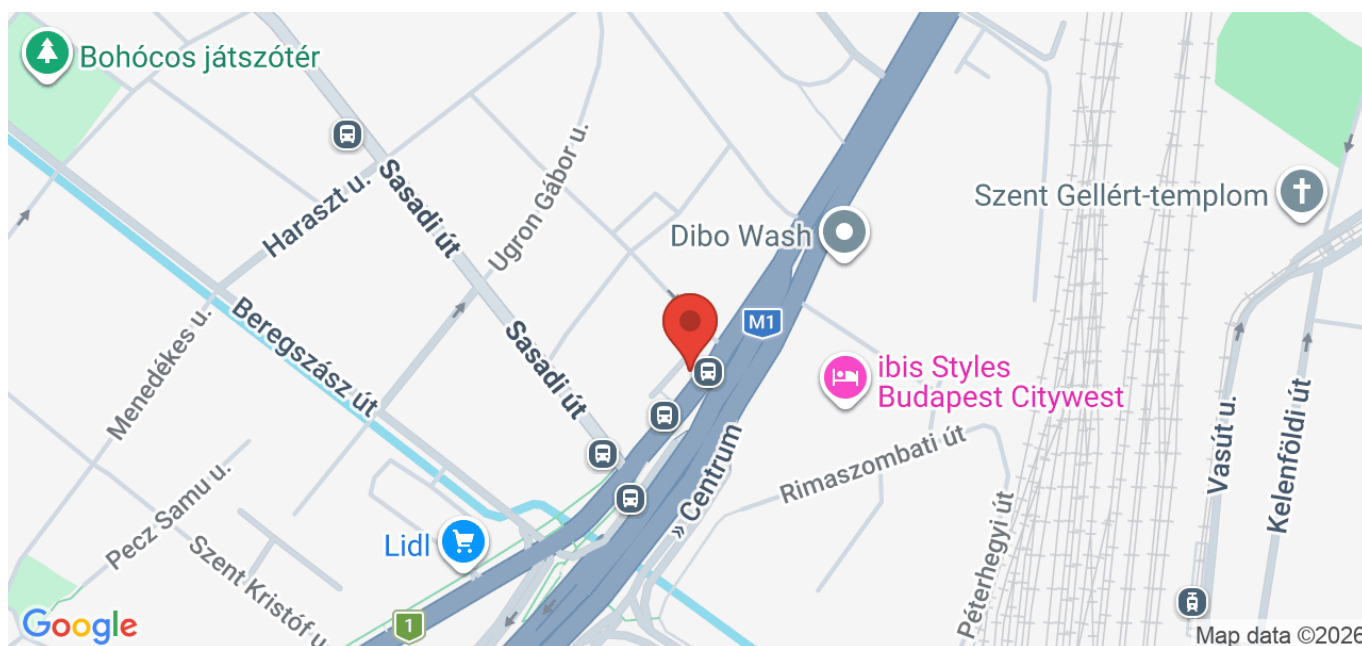 Bohócos játszótér
Haraszt u.
Sasadi út
Ugron Gábor u.
Szent Gellért-templom
Dibo Wash
M1
Menedékes u.
Beregszász út
Sasadi út
ibis Styles
Budapest Citywest
Rimaszombati út
» Centrum
Vasút u.
Kelenföldi út
Pecz Samu u.
Lidl
Szent Kristóf u.
Péterhegyi út
1
Google
Map data ©2026